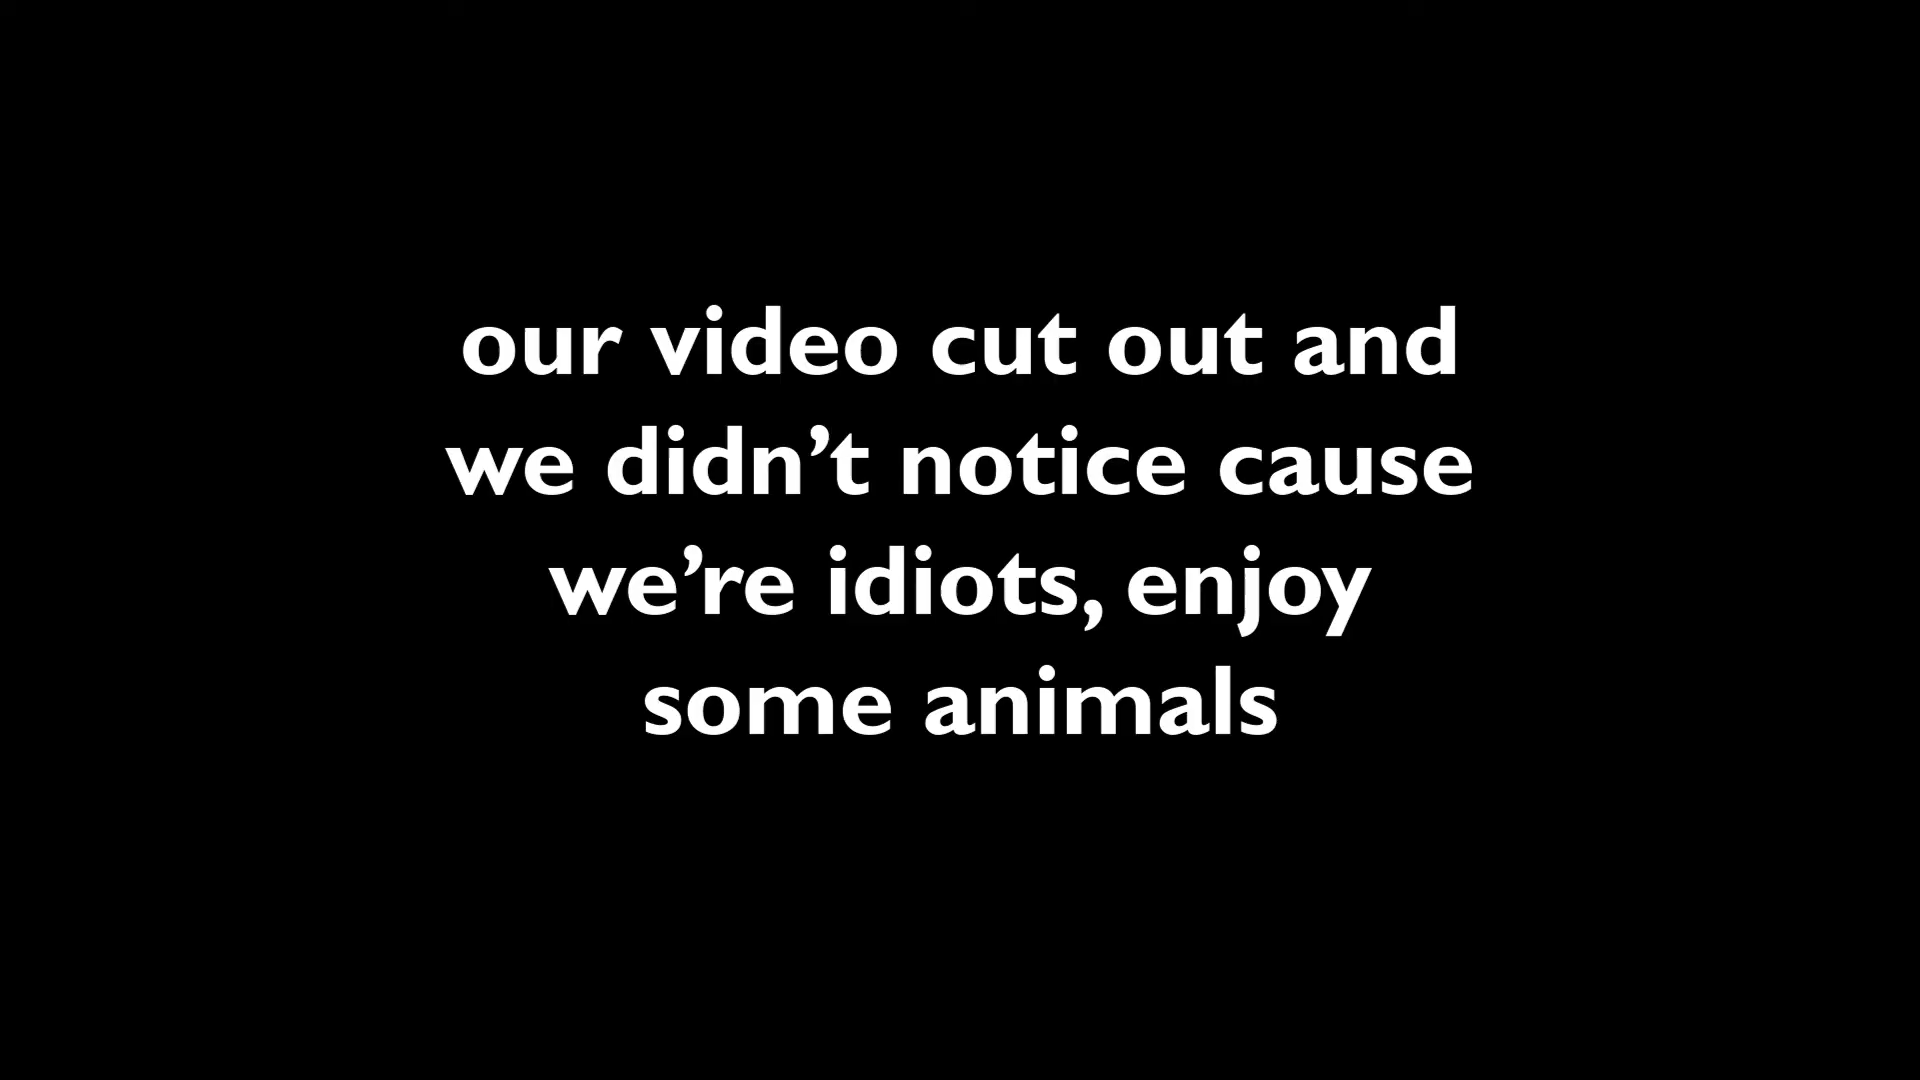 our video cut out and
we didn’t notice cause
we’re idiots, enjoy
some animals